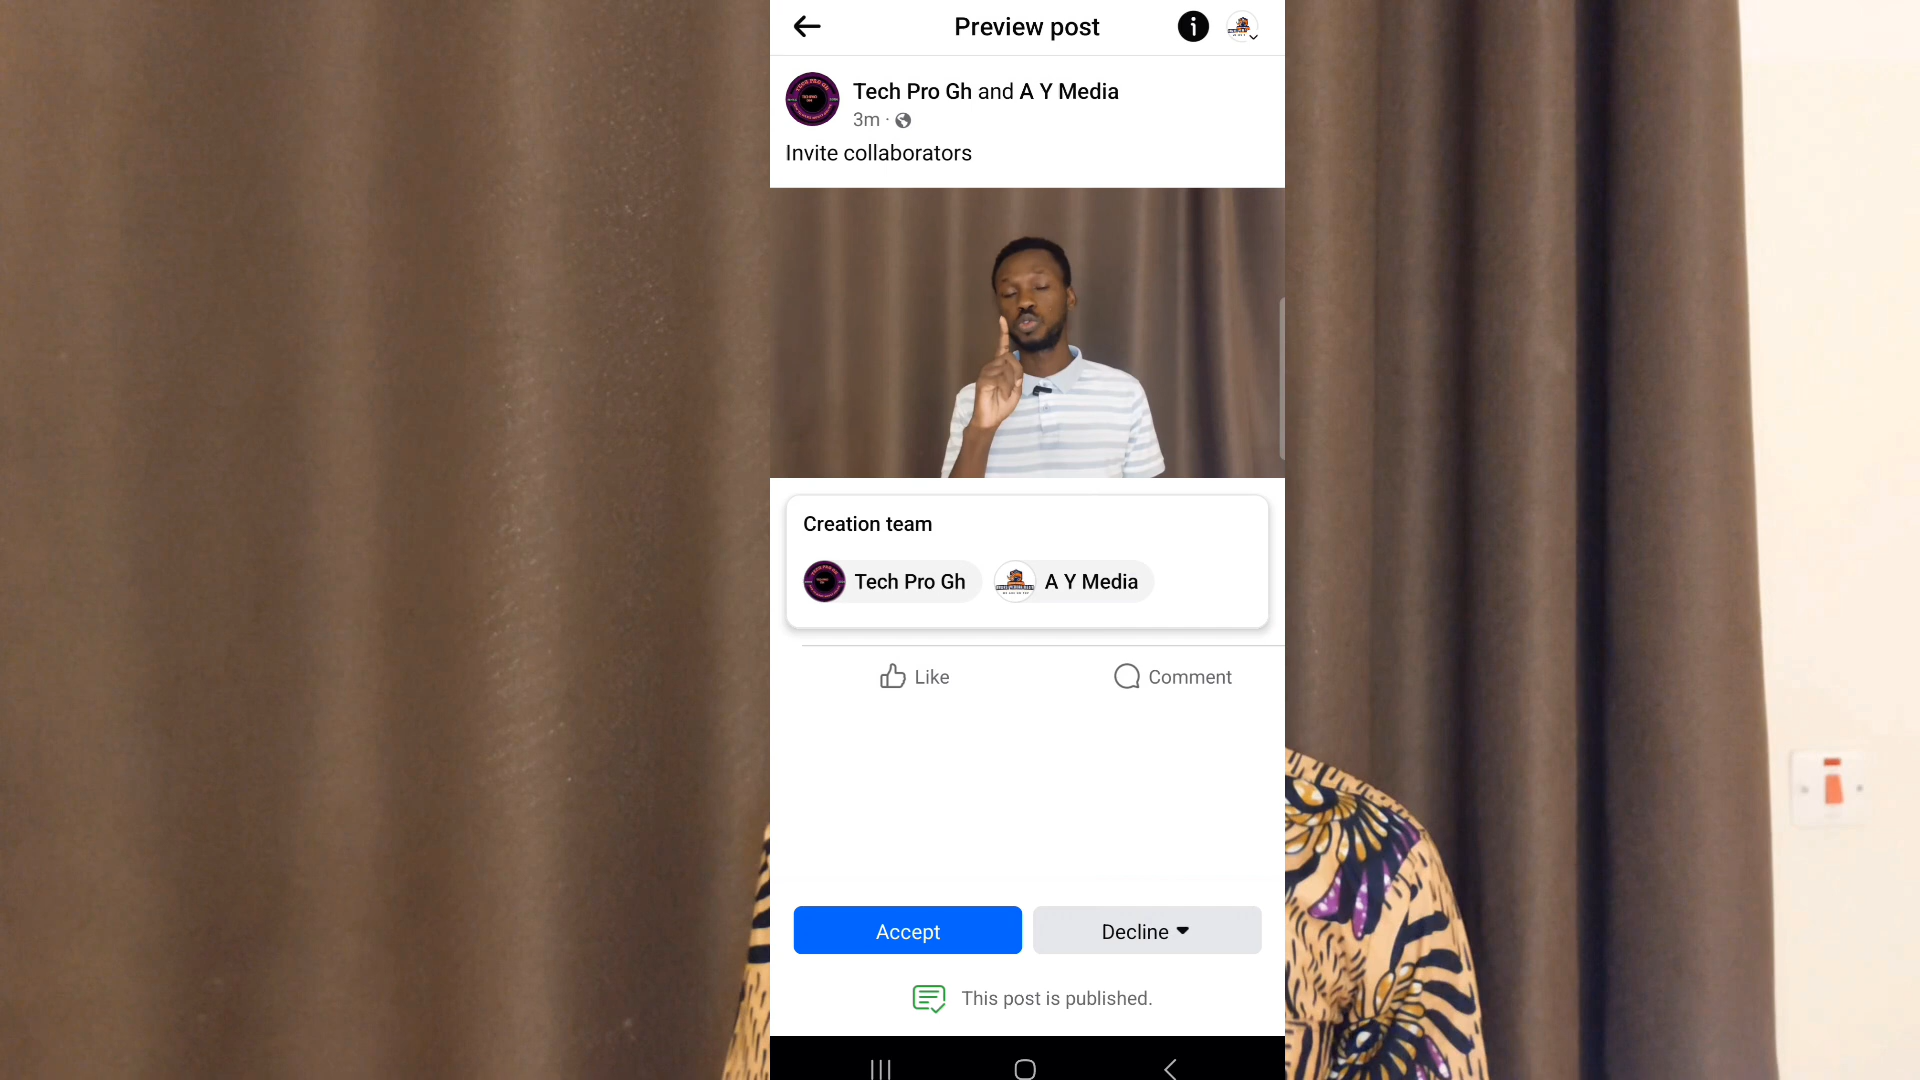 Preview post
Tech Pro Gh and A Y Media
3m ·
Invite collaborators
Creation team
Tech Pro Gh
A Y Media
Like
Comment
Accept
Decline
This post is published.